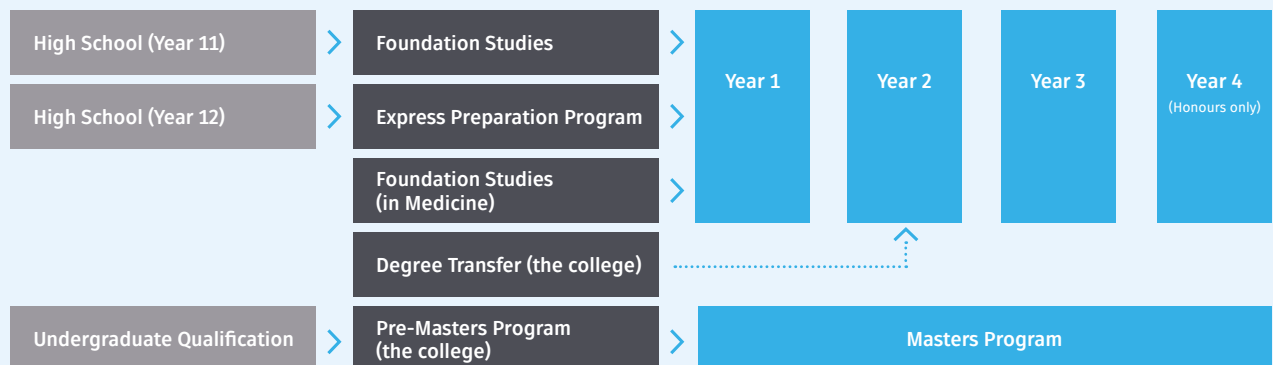 High School (Year 11)
Foundation Studies
Year 1
Year 2
Year 3
Year 4
(Honours only)
High School (Year 12)
Express Preparation Program
Foundation Studies
(in Medicine)
Degree Transfer (the college)
Undergraduate Qualification
Pre-Masters Program
(the college)
Masters Program